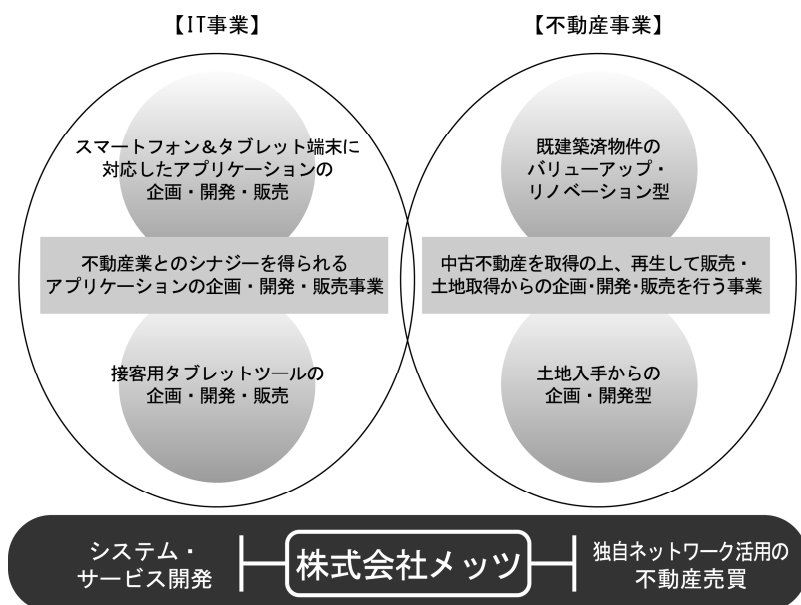 【IT事業】
スマートフォン＆タブレット端末に
対応したアプリケーションの
企画・開発・販売
不動産業とのシナジーを得られる
アプリケーションの企画・開発・販売事業
接客用タブレットツールの
企画・開発・販売
【不動産事業】
既建築済物件の
バリューアップ・
リノベーション型
中古不動産を取得の上、再生して販売・
土地取得からの企画・開発・販売を行う事業
土地入手からの
企画・開発型
システム・
サービス開発
株式会社メッツ
独自ネットワーク活用の
不動産売買